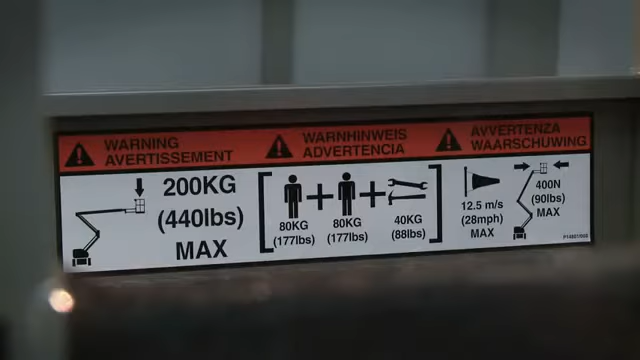 WARNING
AVERTISSEMENT
WARNHINWEIS
ADVERTENCIA
AVVERTENZA
WAARSCHUWING
200KG
(440lbs)
MAX
80KG
(177lbs)
+
80KG
(177lbs)
+
40KG
(88lbs)
12.5 m/s
(28mph)
MAX
400N
(90lbs)
MAX